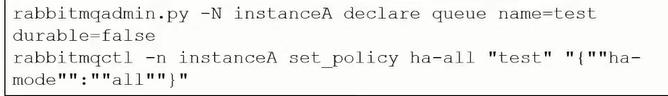 rabbitmqadmin.py -N instanceA declare queue name=test
durable=false
rabbitmqctl -n instanceA set_policy ha-all "test" "{""ha-
mode"":""all""}"